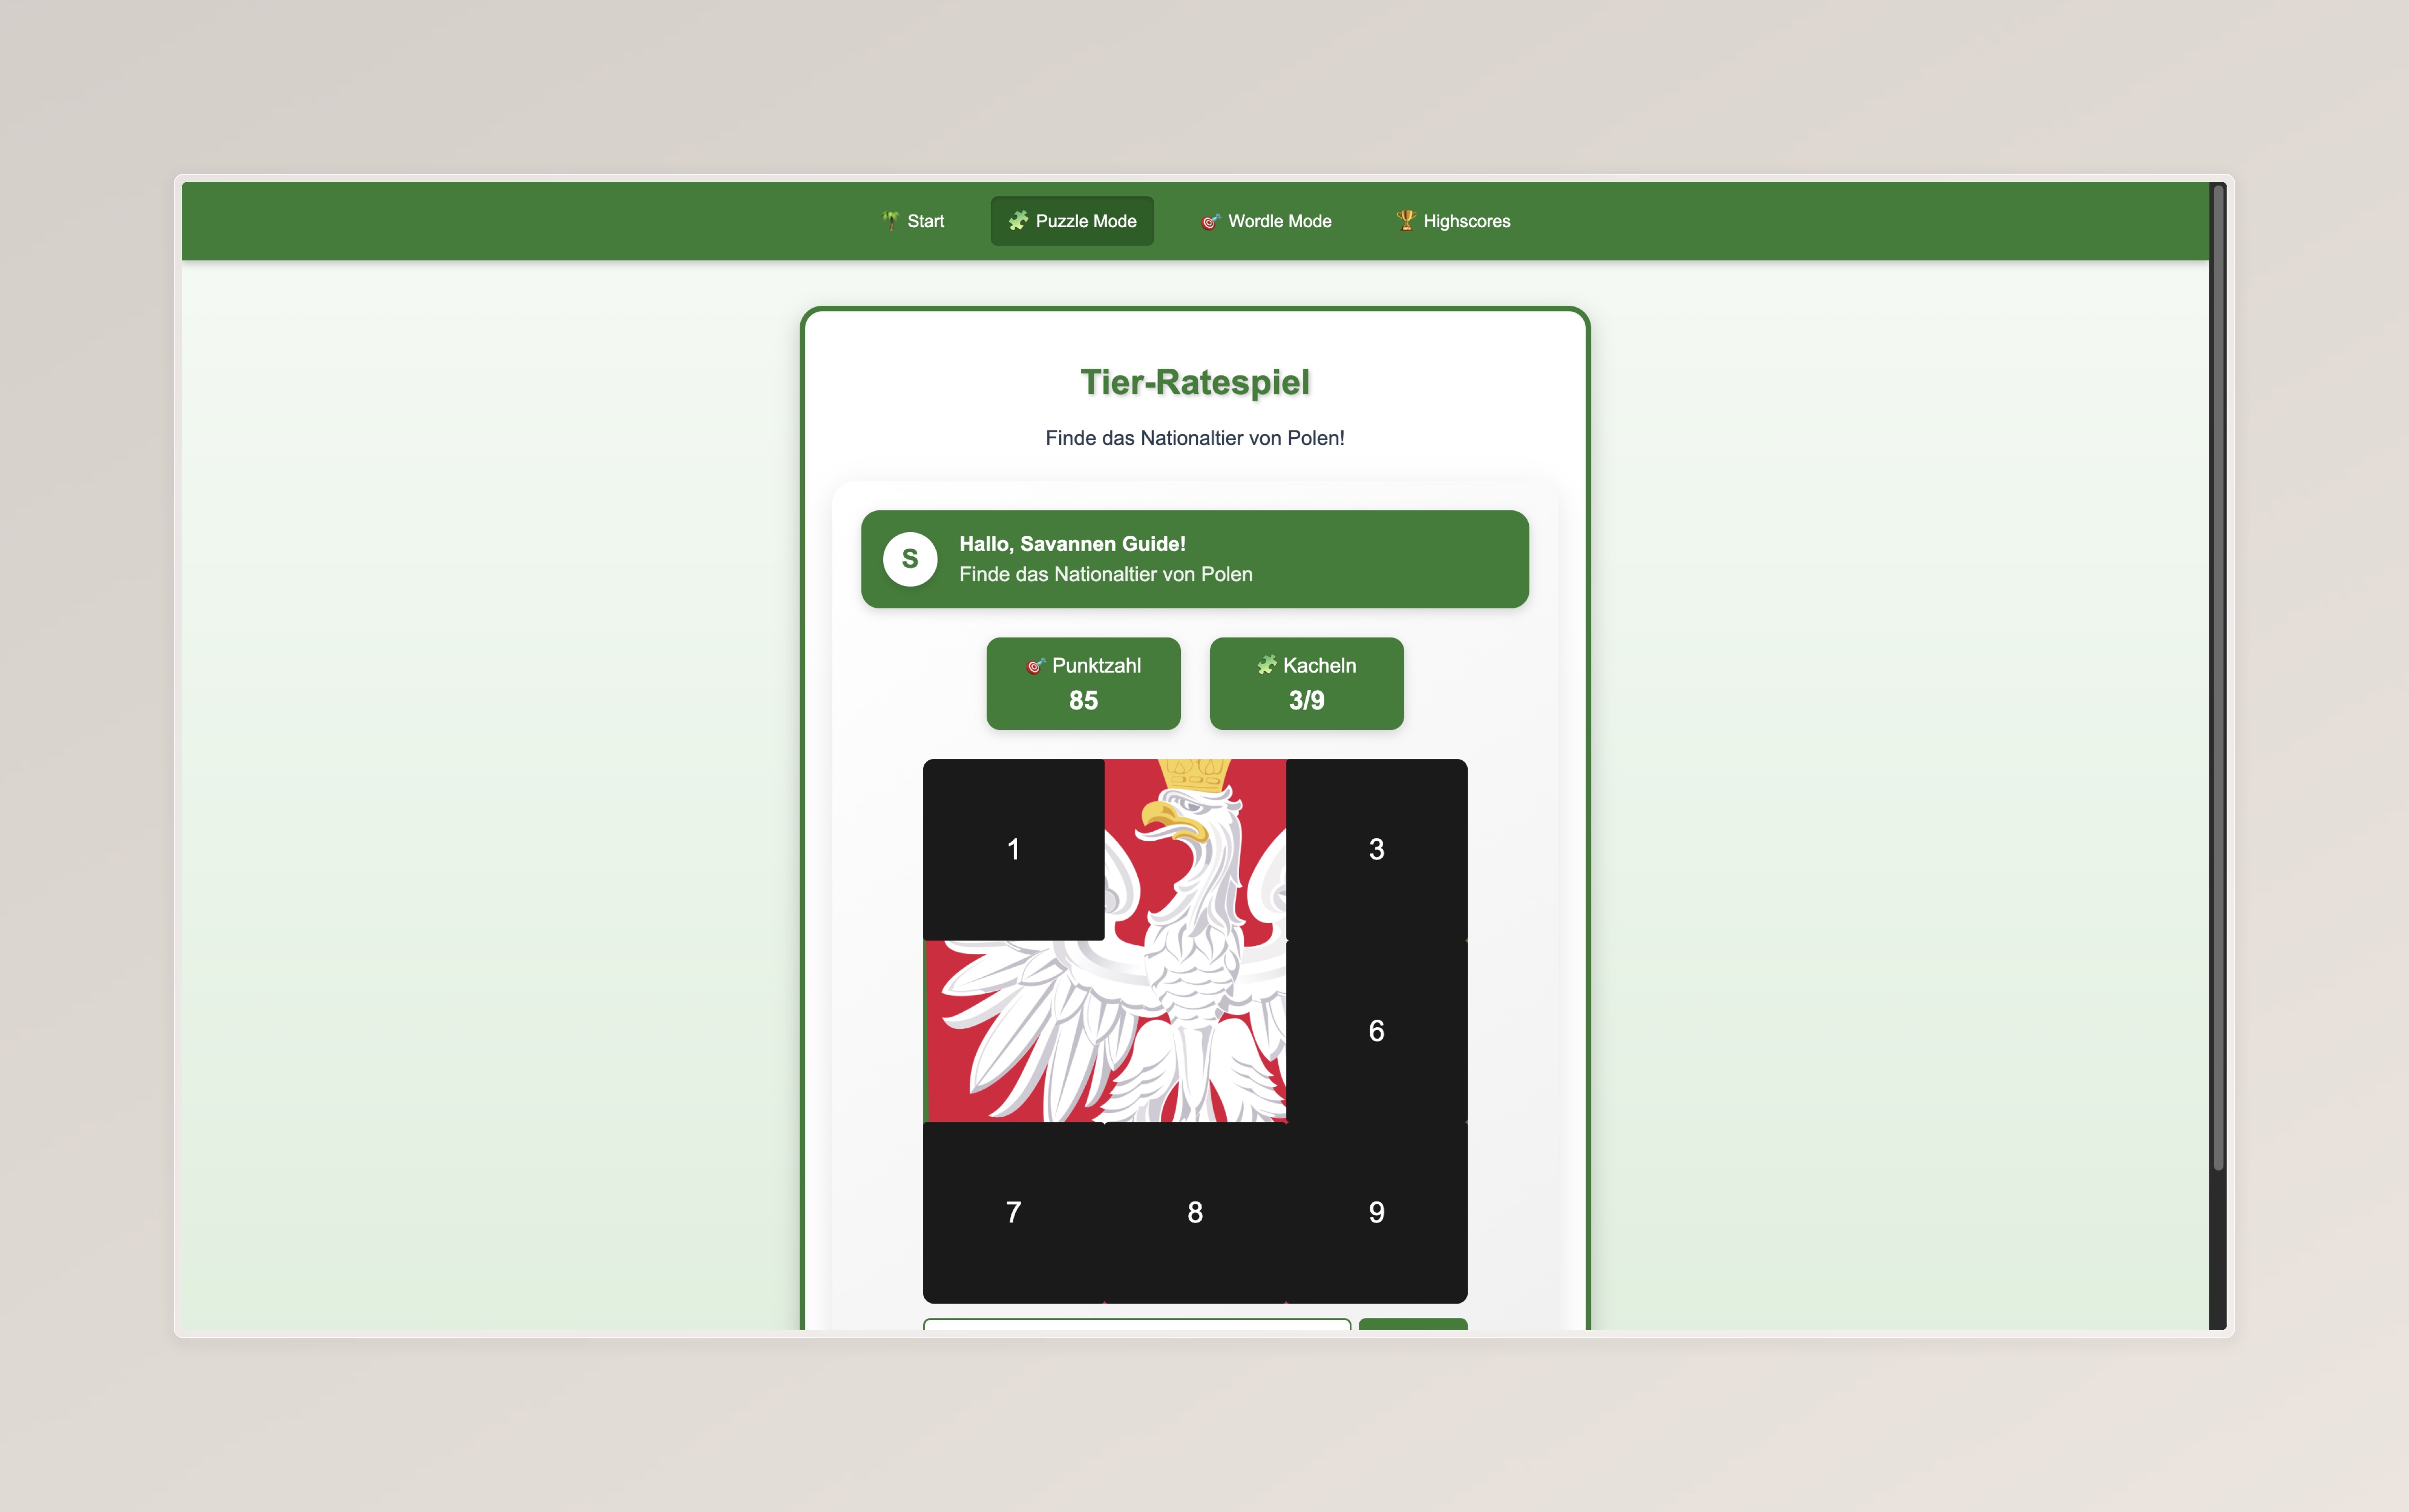 🌴 Start 🧩 Puzzle Mode 🎯 Wordle Mode 🏆 Highscores
Tier-Ratespiel
Finde das Nationaltier von Polen!
S
Hallo, Savannen Guide!
Finde das Nationaltier von Polen
🎯 Punktzahl
85
🧩 Kacheln
3/9
1
3
6
7
8
9